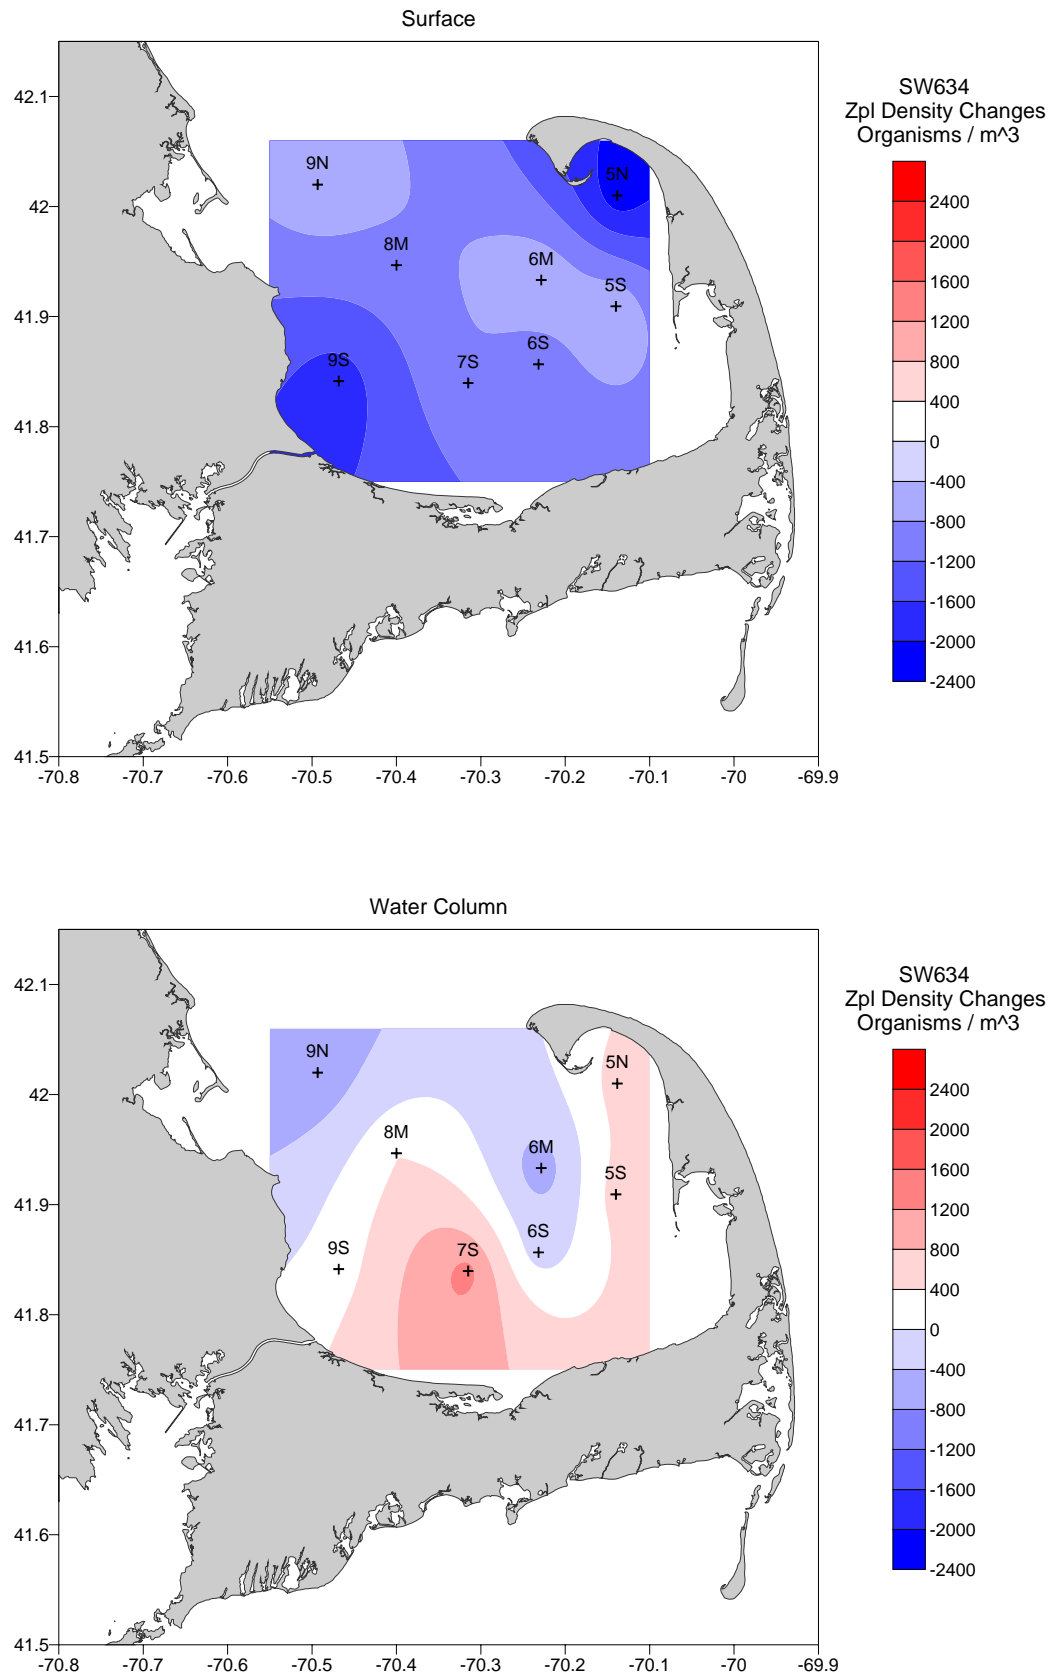 Surface
SW634
Zpl Density Changes
Organisms / m^3
42.1
42
41.9
41.8
41.7
41.6
41.5
-70.8 -70.7 -70.6 -70.5 -70.4 -70.3 -70.2 -70.1 -70 -69.9
9N
5N
8M
6M
5S
6S
7S
9S
2400
2000
1600
1200
800
400
0
-400
-800
-1200
-1600
-2000
-2400
Water Column
SW634
Zpl Density Changes
Organisms / m^3
42.1
42
41.9
41.8
41.7
41.6
41.5
-70.8 -70.7 -70.6 -70.5 -70.4 -70.3 -70.2 -70.1 -70 -69.9
9N
5N
8M
6M
5S
6S
9S
7S
2400
2000
1600
1200
800
400
0
-400
-800
-1200
-1600
-2000
-2400